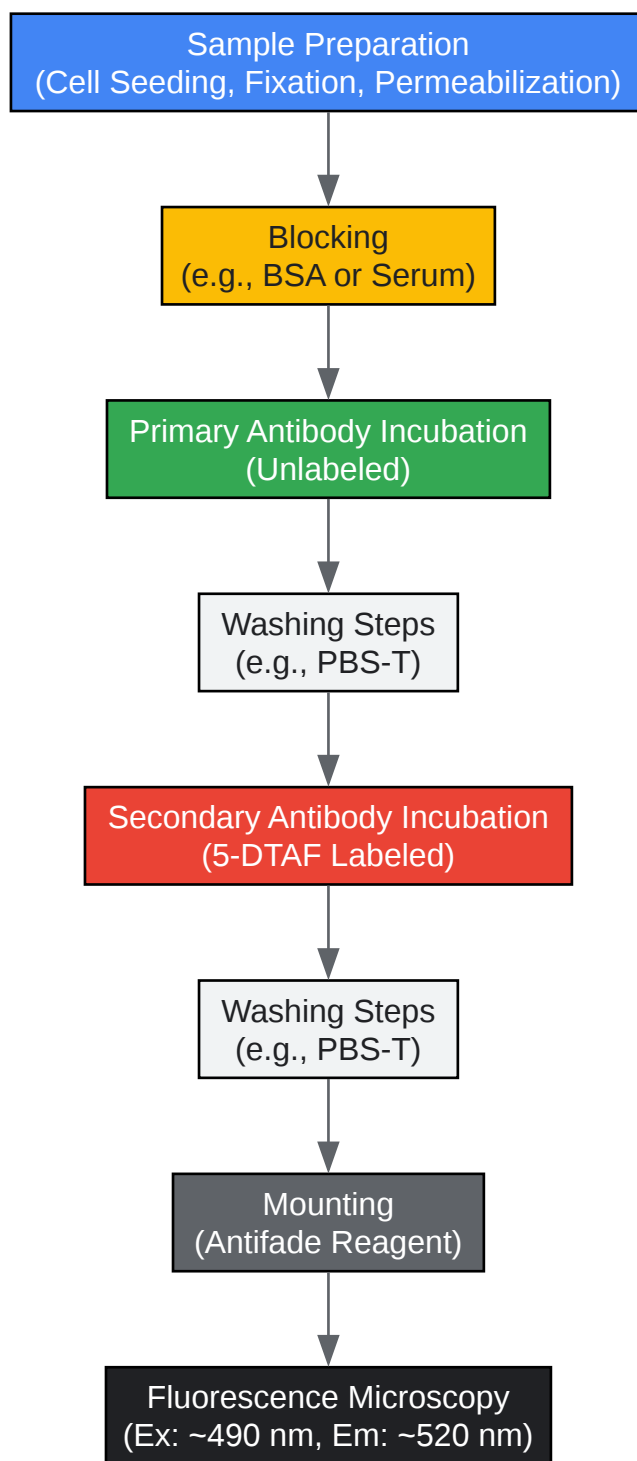 Sample Preparation
(Cell Seeding, Fixation, Permeabilization)
Blocking
(e.g., BSA or Serum)
Primary Antibody Incubation
(Unlabeled)
Washing Steps
(e.g., PBS-T)
Secondary Antibody Incubation
(5-DTAF Labeled)
Washing Steps
(e.g., PBS-T)
Mounting
(Antifade Reagent)
Fluorescence Microscopy
(Ex: ~490 nm, Em: ~520 nm)